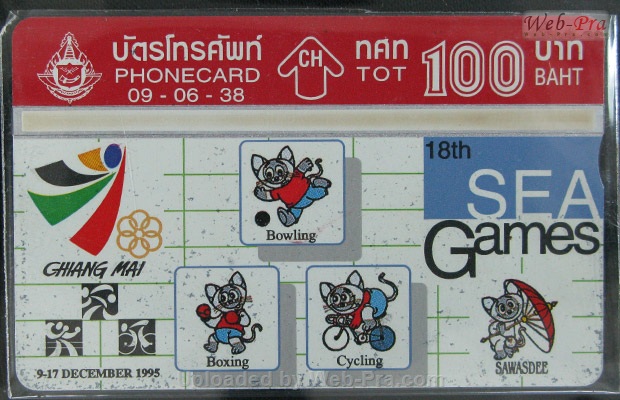 Web-Pra
บัตรโทรศัพท์
PHONECARD
09 - 06 - 38
CH
ทศท
TOT
100
บาท
BAHT
18th
SEA
Games
CHIANG MAI
Bowling
Boxing
Cycling
SAWASDEE
9-17 DECEMBER 1995
Uploaded by Web-Pra.com